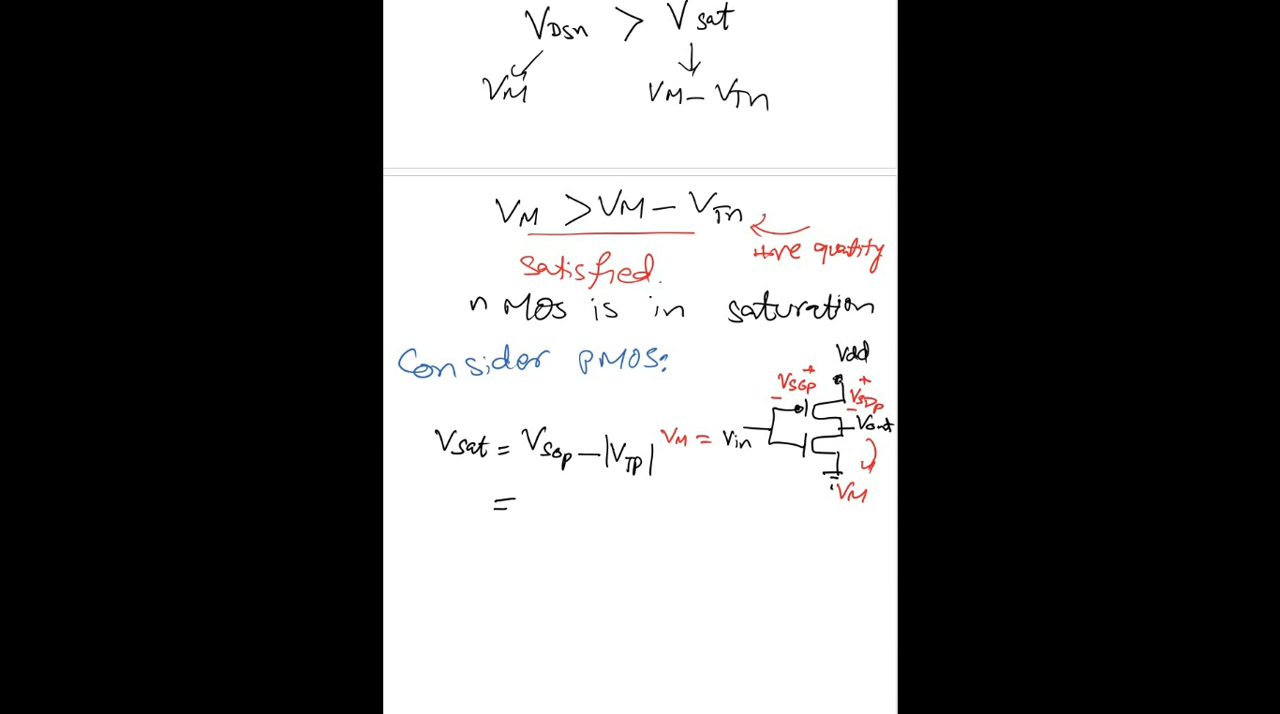 VDSn > Vsat
VM VM - VTn
VM > VM - VTn
+ive quantity
satisfied.
nMOS is in saturation
Consider pMOS:
Vdd
+
VSGp
-
+
VSDp
-
Vout
Vsat = VSGp - |VTp|
VM = Vin
VM
=